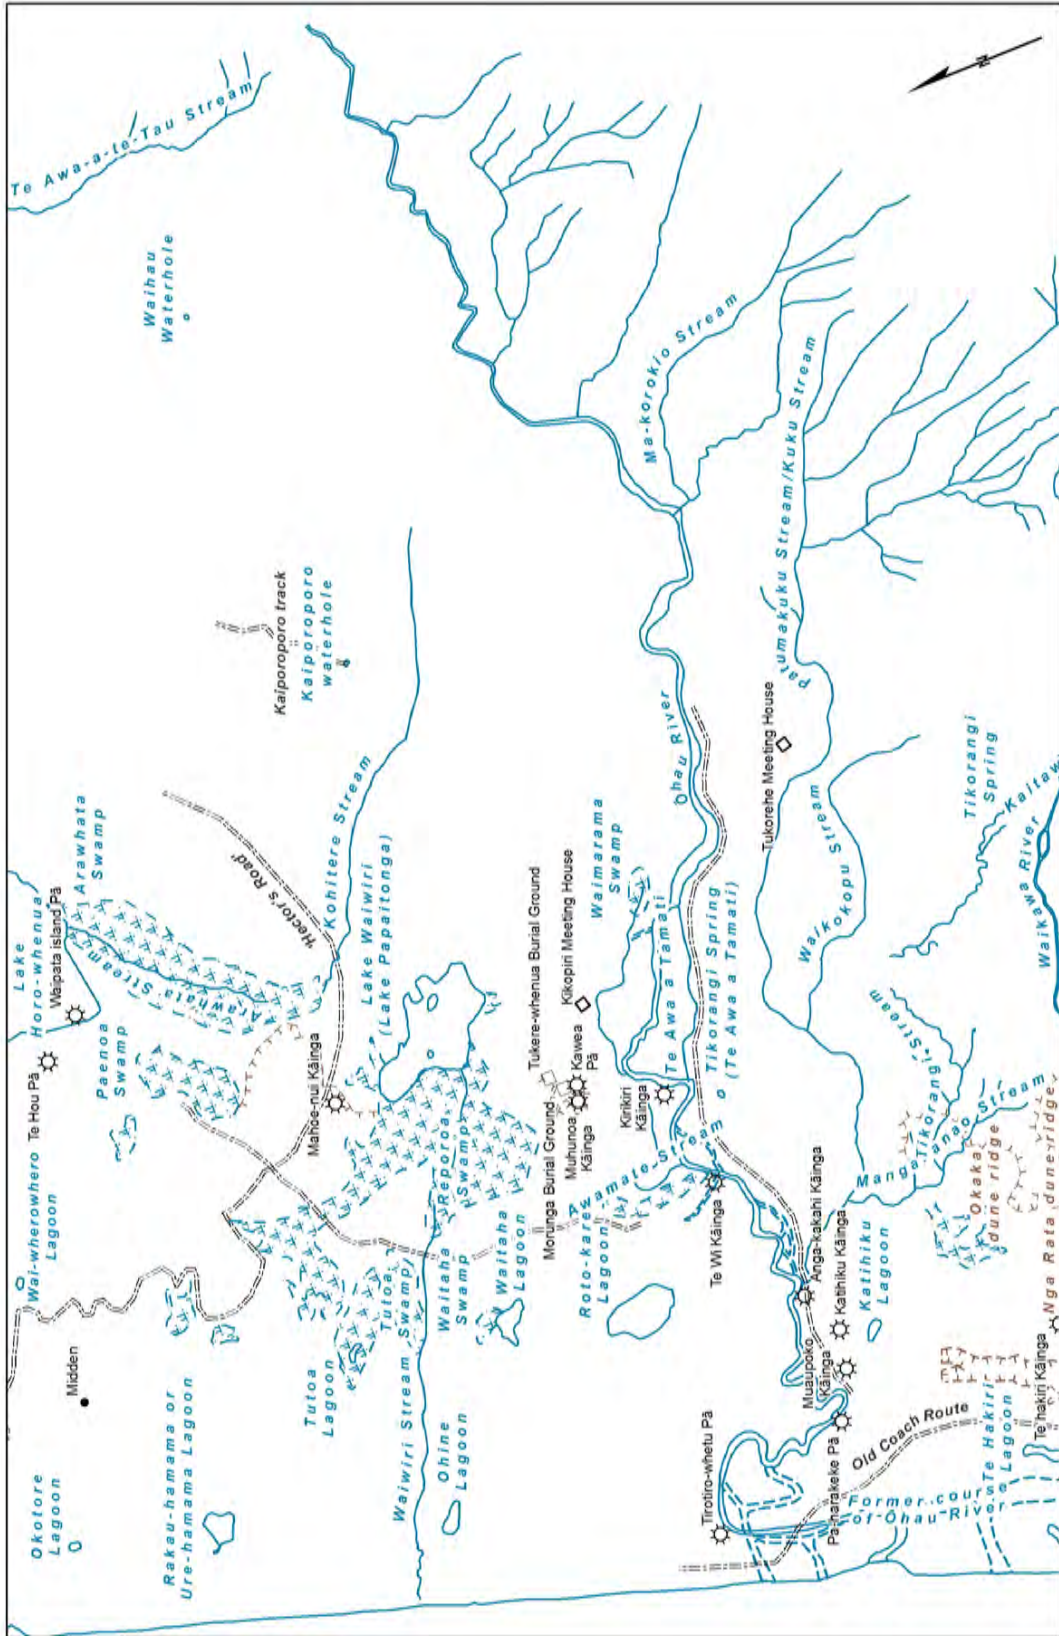 N
Te Awa-a-te-Tau Stream
Waihau
Waterhole
Ma-korokio Stream
patumakuku Stream/Kuku Stream
Kaiporoporo track
Kaiporoporo
waterhole
Ōhau River
Tukorehe Meeting House
Tikorangi
Spring
Waikokopu Stream
Waikawa River
Lake
Horo-whenua
Waipata island Pā
Arawhata
Swamp
Arawhata Stream
'Hector's Road'
Kohitere Stream
Lake Waiwiri
(Lake Papaitonga)
Te Hou Pā
Paenoa
Swamp
Mahoe-nui Kāinga
Tukere-whenua Burial Ground
Kikopiri Meeting House
Waimarama
Swamp
Kawea
Pā
Morunga Burial Ground
Muhunoa
Kāinga
Kirikiri
Kāinga
Te Awa a Tamati
Tikorangi Spring
(Te Awa a Tamati)
Tikorangi Stream
Manga-anao Stream
Okakaj
dune ridge
Nga Rata dune ridge
Wai-wherowhero
Lagoon
Reporoa
Swamp
Waitaha
Swamp
Waitaha
Lagoon
Tutoa
Swamp/
Tutoa
Lagoon
Roto-kare
Lagoon
Te Wi Kāinga
Anga-kakahi Kāinga
Katihiku Kāinga
Katihiku
Lagoon
Muaupoko
Kāinga
Midden
Okotore
Lagoon
Rakau-hamama or
Ure-hamama Lagoon
Waiwiri Stream
Ohine
Lagoon
Tirotiro-whetu Pā
Pa-harakeke Pā
Old Coach Route
Former course
of Ohau River
Te Hakiri
Lagoon
Te hakiri Kāinga